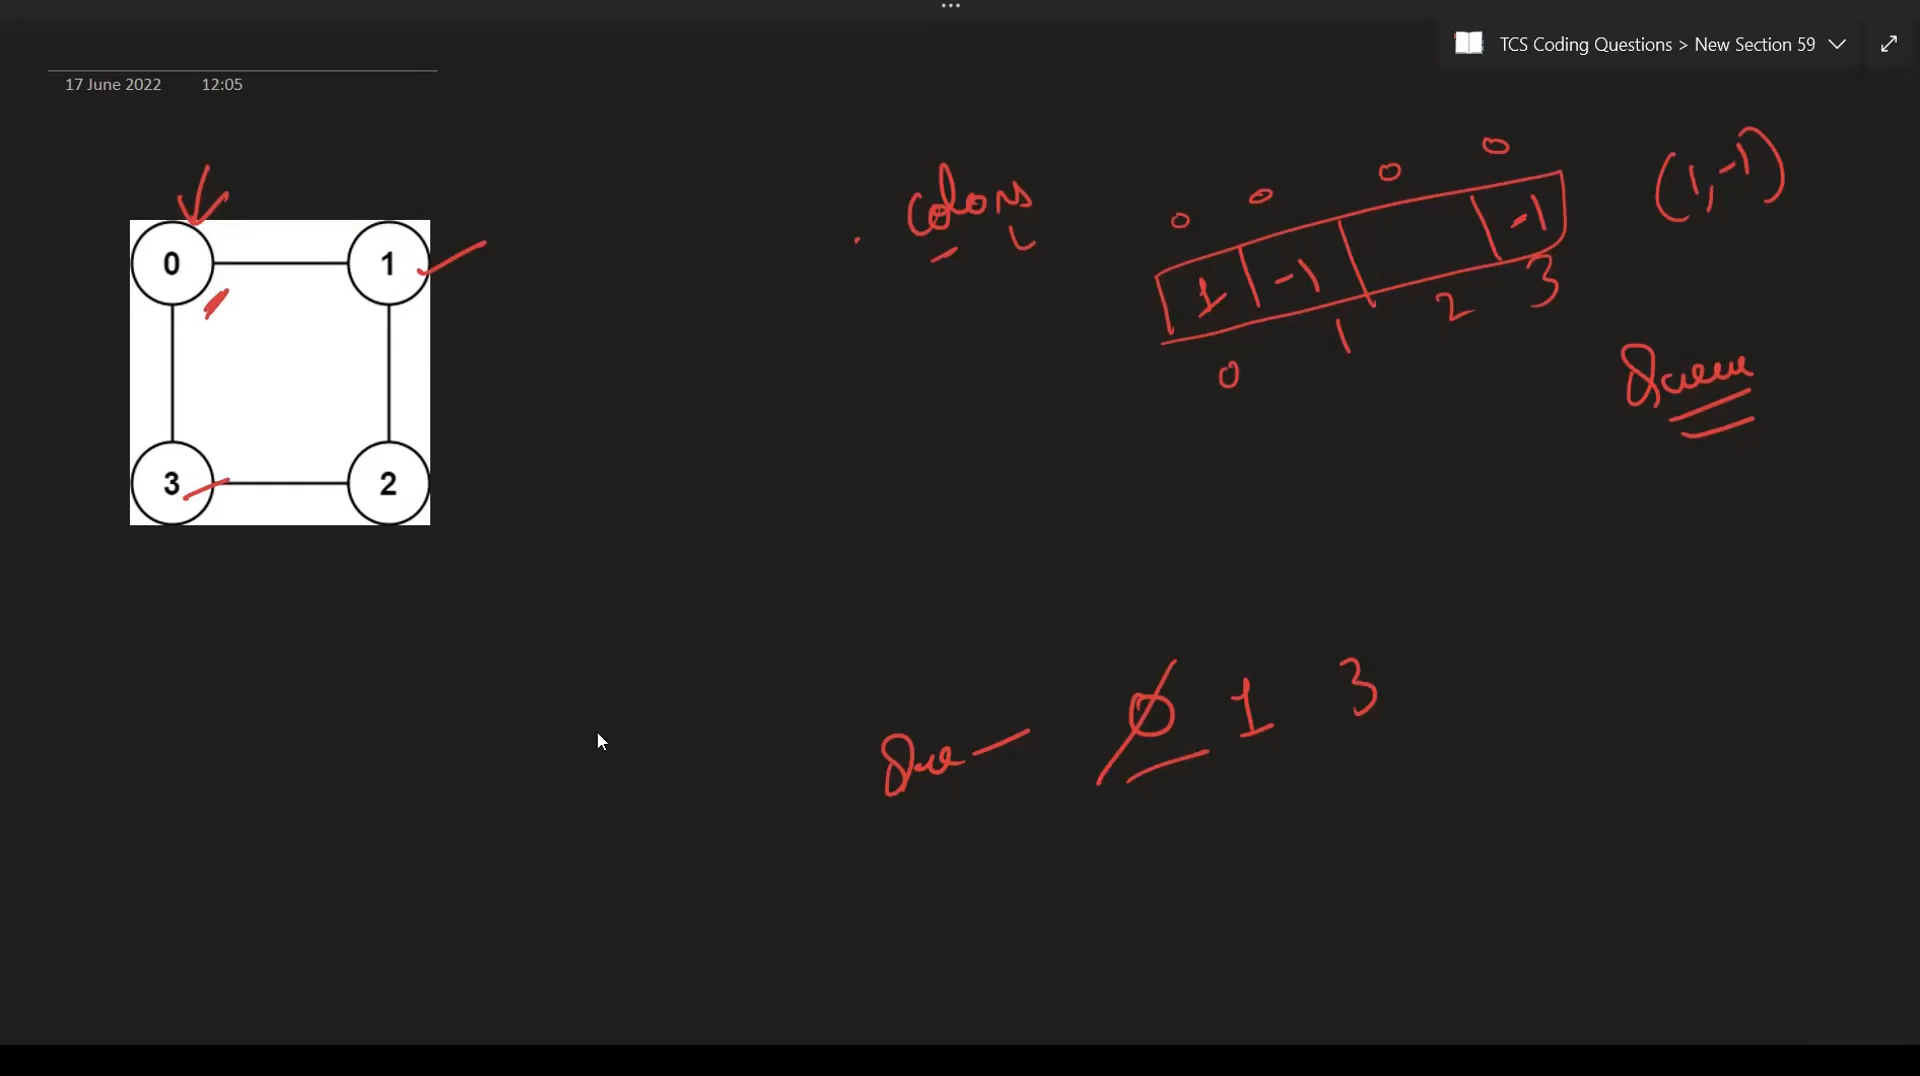 TCS Coding Questions > New Section 59
17 June 2022 12:05
0 1
3 2
colors
0 0 0 0
1 -1 -1
0 1 2 3
(1, -1)
Queue
Que — 0 1 3